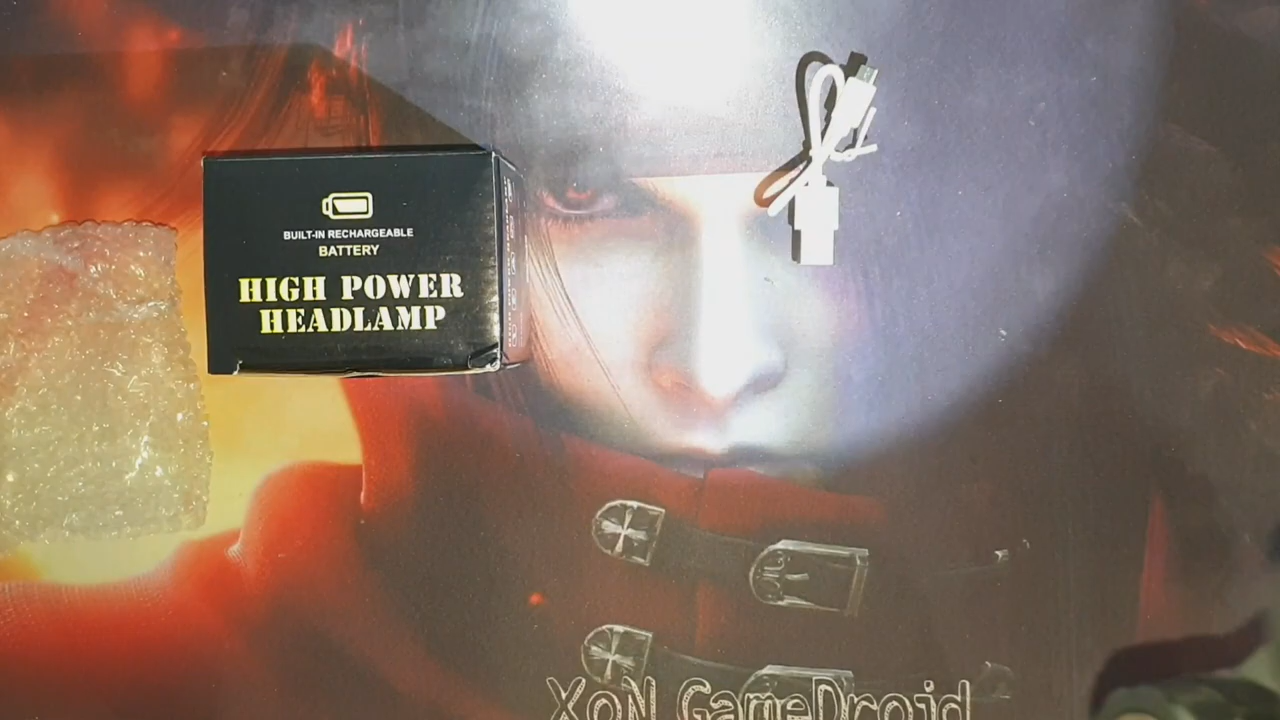 BUILT-IN RECHARGEABLE
BATTERY
HIGH POWER
HEADLAMP
XoN GameDroid